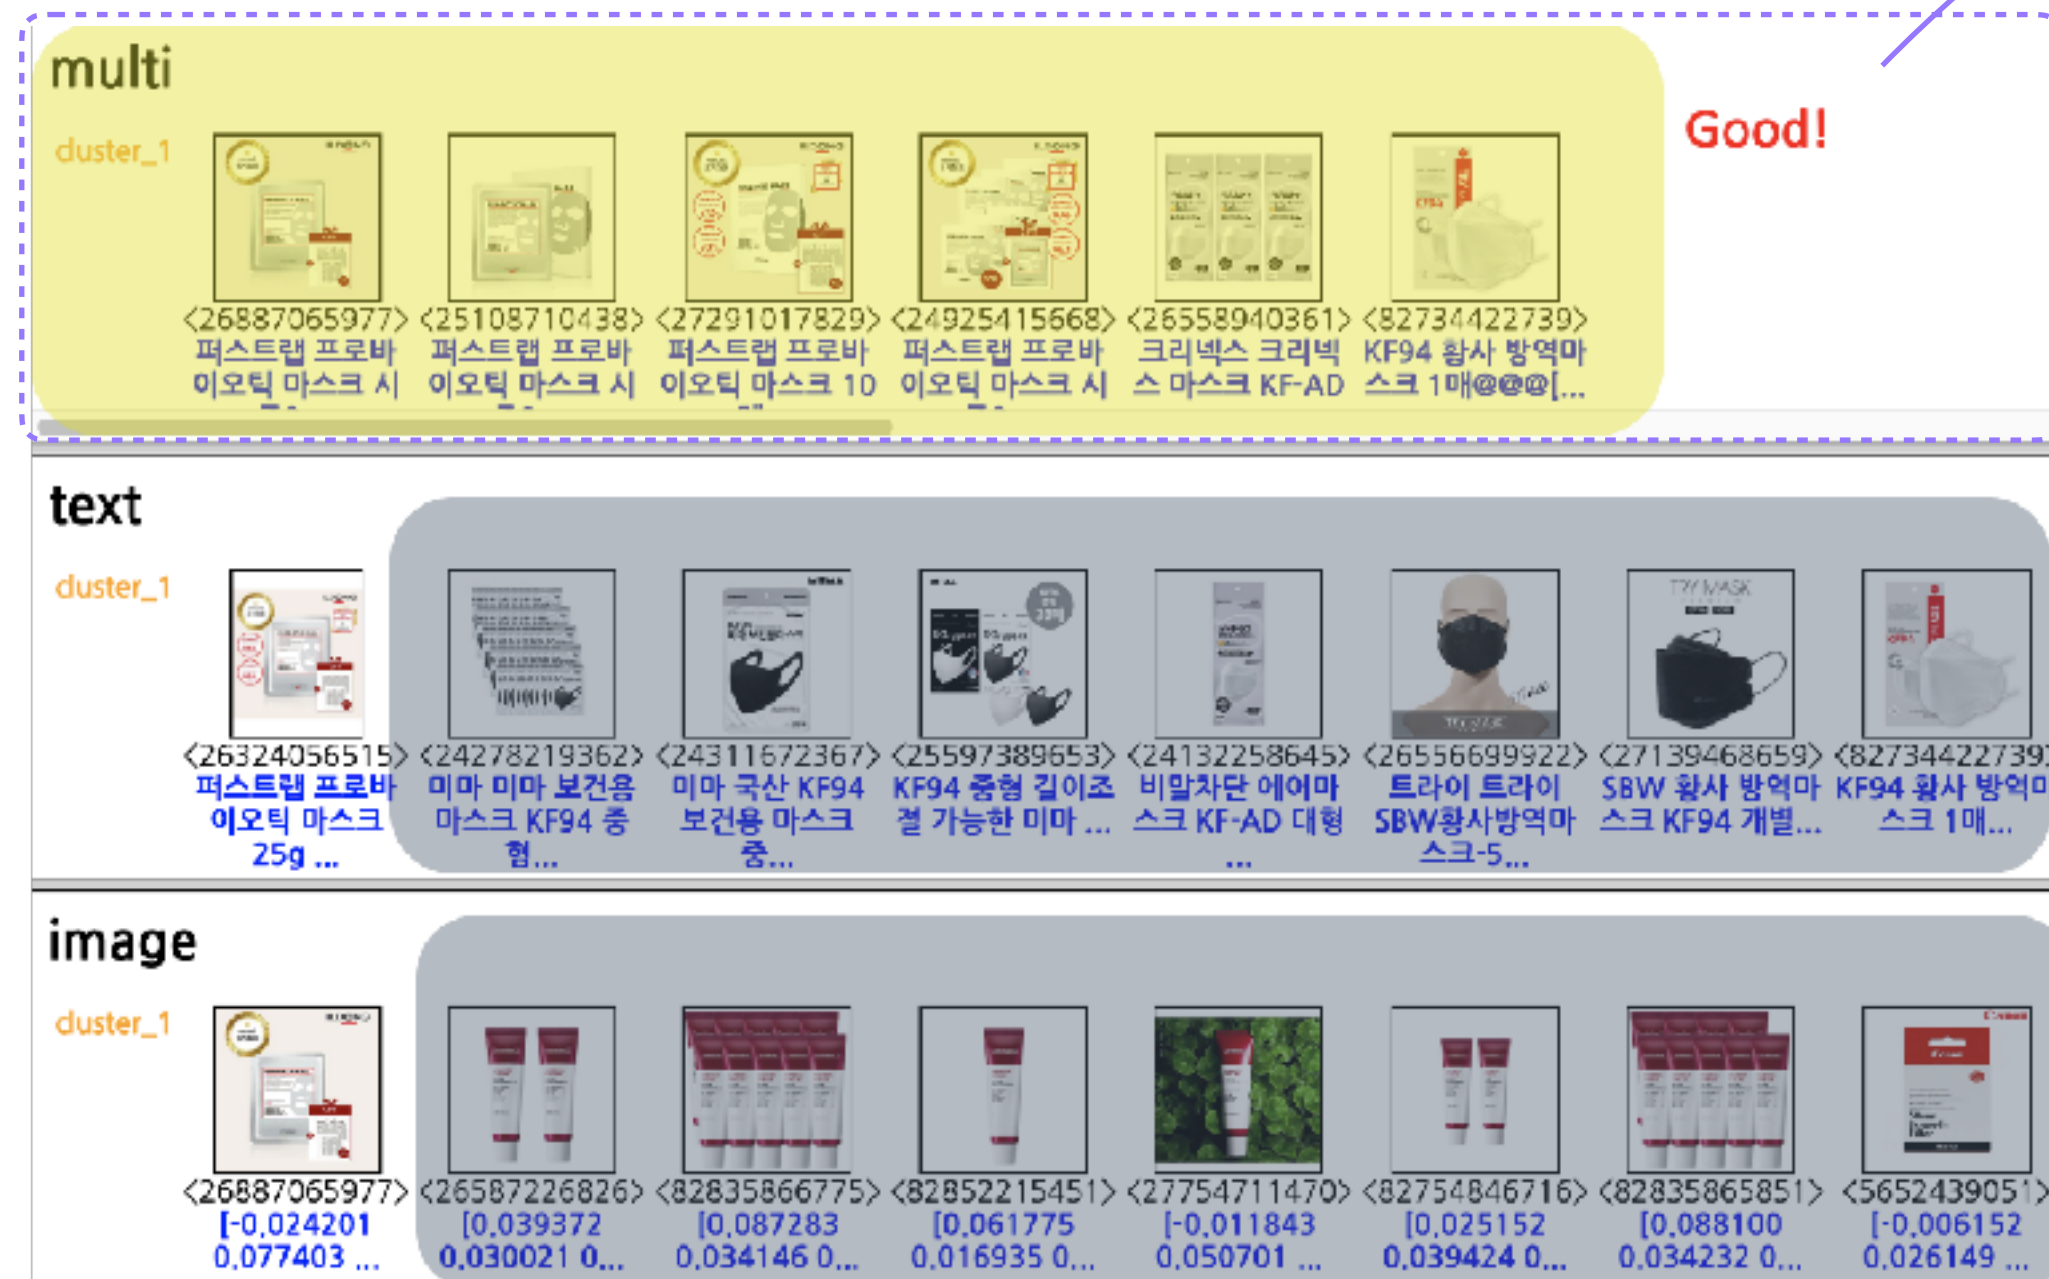 multi
Good!
cluster_1
<26887065977> <25108710438> <27291017829> <24925415668> <26558940361> <82734422739>
퍼스트랩 프로바 퍼스트랩 프로바 퍼스트랩 프로바 퍼스트랩 프로바 크리넥스 크리넥 KF94 황사 방역마
이오틱 마스크 시 이오틱 마스크 시 이오틱 마스크 10 이오틱 마스크 시 스 마스크 KF-AD 스크 1매@@@[...
text
cluster_1
TRY MASK
<26324056515> <24278219362> <24311672367> <25597389653> <24132258645> <26556699922> <27139468659> <82734422739>
퍼스트랩 프로바 미마 미마 보건용 미마 국산 KF94 KF94 중형 길이조 비말차단 에어마 트라이 트라이 SBW 황사 방역마 KF94 황사 방역마
이오틱 마스크 마스크 KF94 중 보건용 마스크 절 가능한 미마 ... 스크 KF-AD 대형 SBW황사방역마 스크 KF94 개별... 스크 1매...
25g ... 형... 중... ... 스크-5...
image
cluster_1
Canon
<26887065977> <26587226826> <82835866775> <82852215451> <27754711470> <82754846716> <82835865851> <5652439051>
[-0.024201 [0.039372 [0.087283 [0.061775 [-0.011843 [0.025152 [0.088100 [-0.006152
0.077403 ... 0.030021 0... 0.034146 0... 0.016935 0... 0.050701 ... 0.039424 0... 0.034232 0... 0.026149 ...